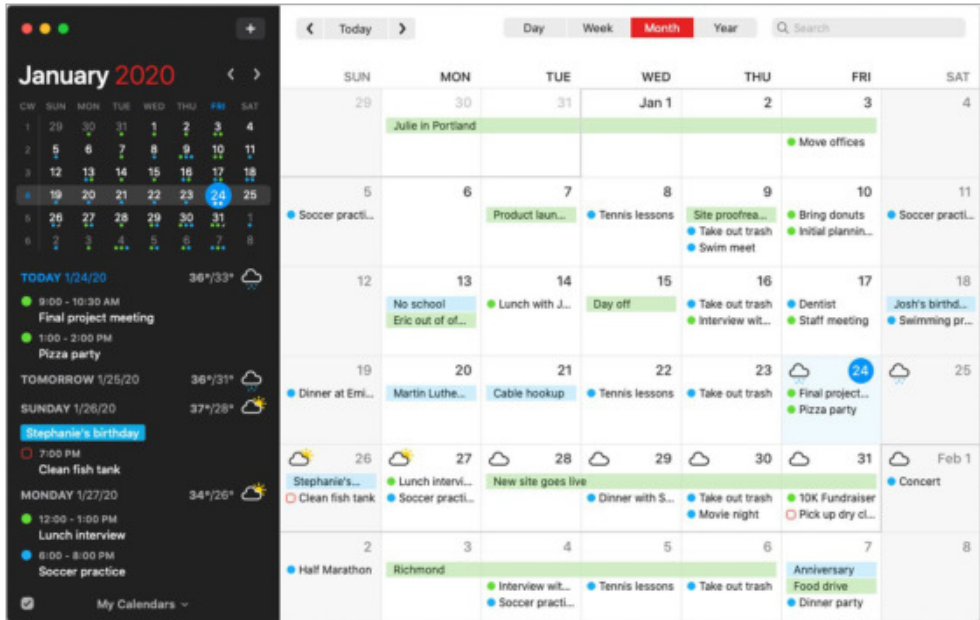 +
January 2020 < >
CW SUN MON TUE WED THU FRI SAT
1 29 30 31 1 2 3 4
2 5 6 7 8 9 10 11
3 12 13 14 15 16 17 18
4 19 20 21 22 23 24 25
5 26 27 28 29 30 31 1
6 2 3 4 5 6 7 8
TODAY 1/24/20 36°/33°
9:00 - 10:30 AM
Final project meeting
1:00 - 2:00 PM
Pizza party
TOMORROW 1/25/20 36°/31°
SUNDAY 1/26/20 37°/28°
Stephanie's birthday
7:00 PM
Clean fish tank
MONDAY 1/27/20 34°/26°
12:00 - 1:00 PM
Lunch interview
6:00 - 8:00 PM
Soccer practice
My Calendars
< Today > Day Week Month Year Search
SUN MON TUE WED THU FRI SAT
29 30 31 Jan 1 2 3 4
Julie in Portland
Move offices
5 6 7 8 9 10 11
Soccer practi... Product laun... Tennis lessons Site proofrea... Bring donuts Soccer practi...
Take out trash Initial plannin...
Swim meet
12 13 14 15 16 17 18
No school Lunch with J... Day off Take out trash Dentist Josh's birthd...
Eric out of of... Interview wit... Staff meeting Swimming pr...
19 20 21 22 23 24 25
Dinner at Emi... Martin Luthe... Cable hookup Tennis lessons Take out trash Final project...
Pizza party
26 27 28 29 30 31 Feb 1
Stephanie's... Lunch intervi... New site goes live Concert
Clean fish tank Soccer practi... Dinner with S... Take out trash 10K Fundraiser
Movie night Pick up dry cl...
2 3 4 5 6 7 8
Half Marathon Richmond Anniversary
Interview wit... Tennis lessons Take out trash Food drive
Soccer practi... Dinner party